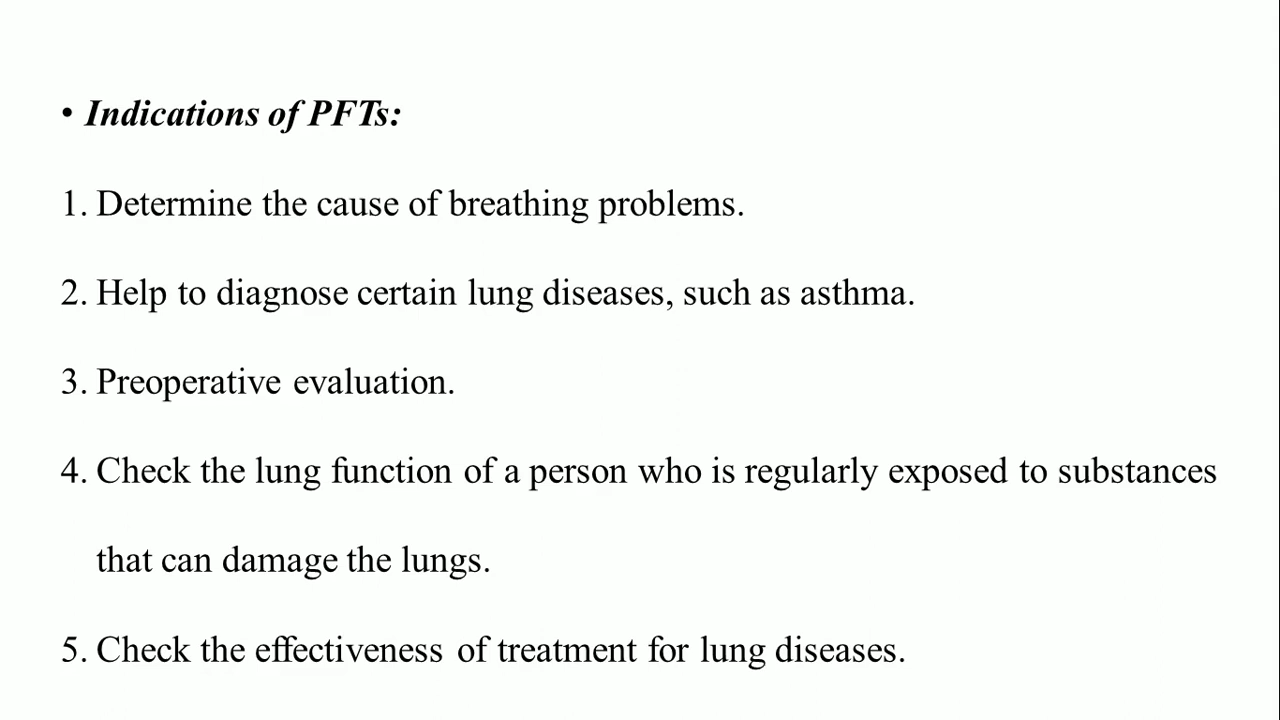 • Indications of PFTs:
1. Determine the cause of breathing problems.
2. Help to diagnose certain lung diseases, such as asthma.
3. Preoperative evaluation.
4. Check the lung function of a person who is regularly exposed to substances
that can damage the lungs.
5. Check the effectiveness of treatment for lung diseases.